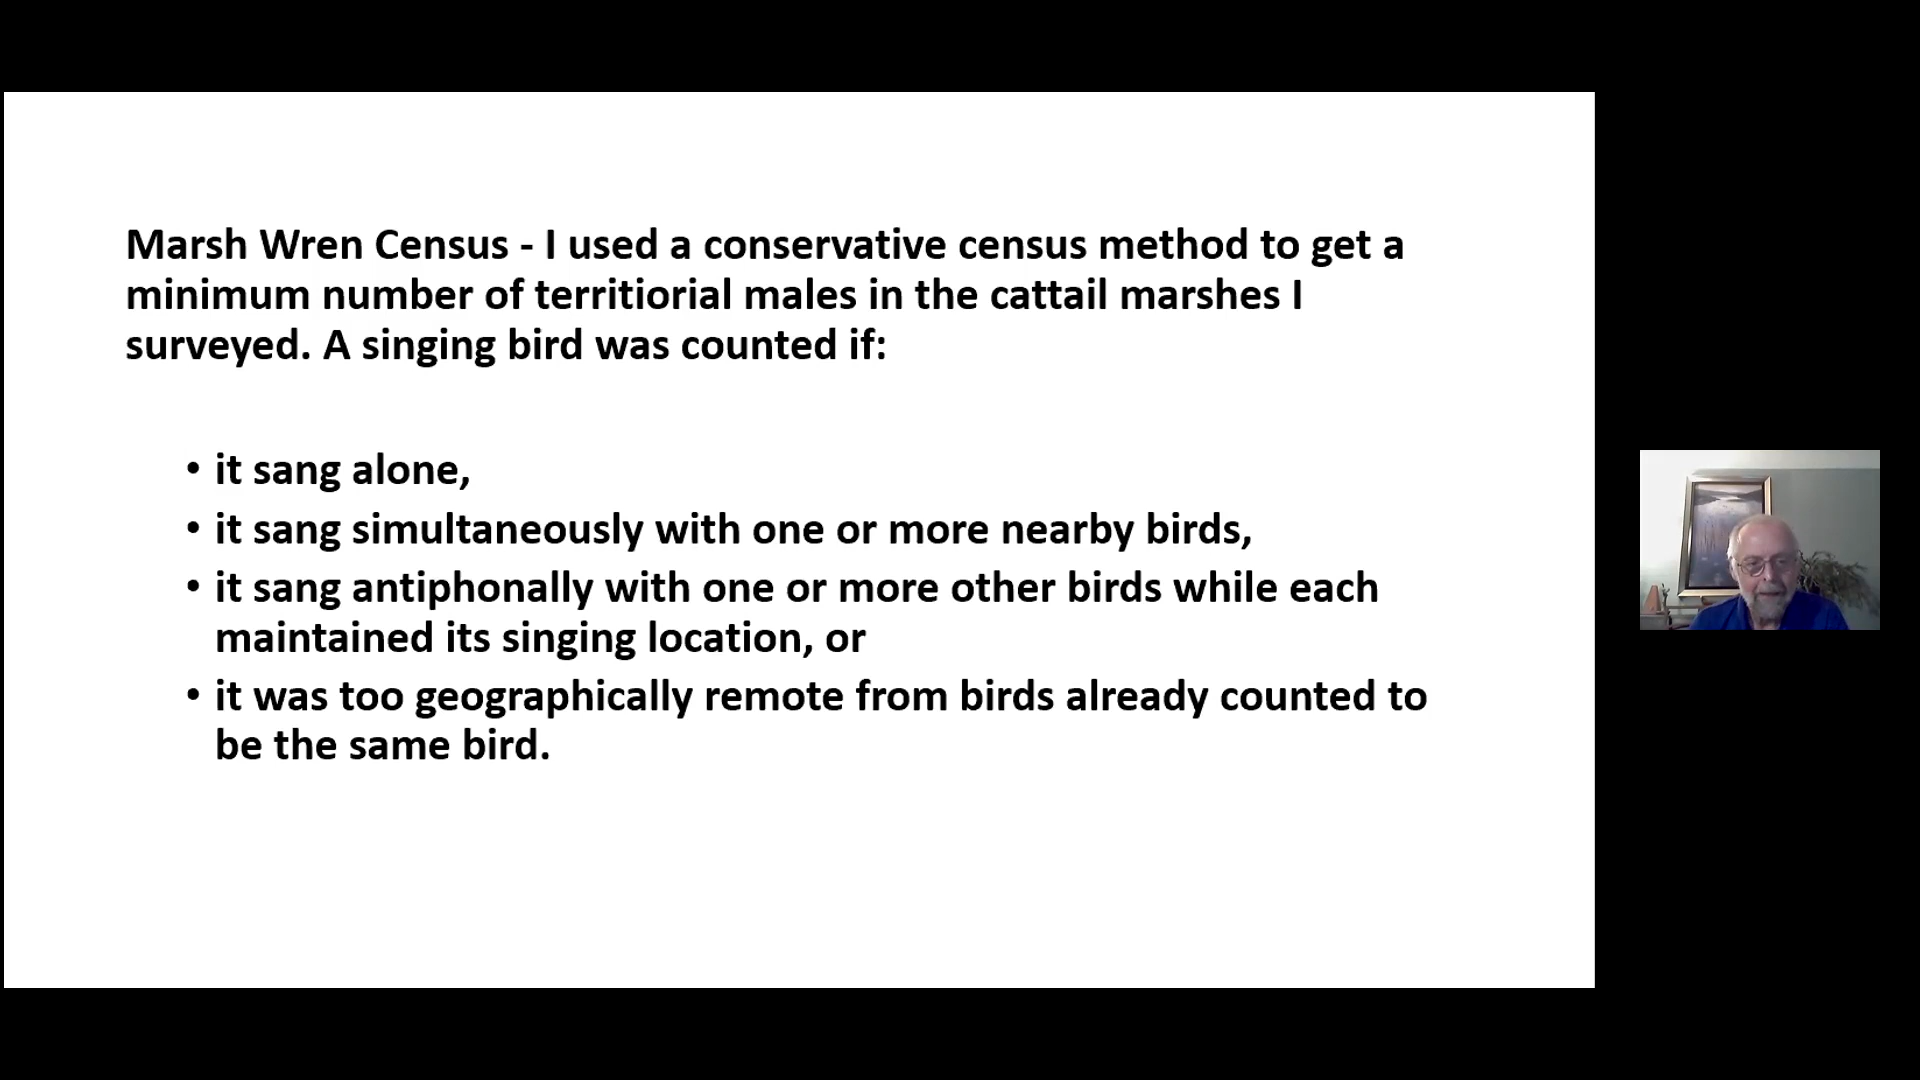 Marsh Wren Census - I used a conservative census method to get a
minimum number of territiorial males in the cattail marshes I
surveyed. A singing bird was counted if:
• it sang alone,
• it sang simultaneously with one or more nearby birds,
• it sang antiphonally with one or more other birds while each
maintained its singing location, or
• it was too geographically remote from birds already counted to
be the same bird.